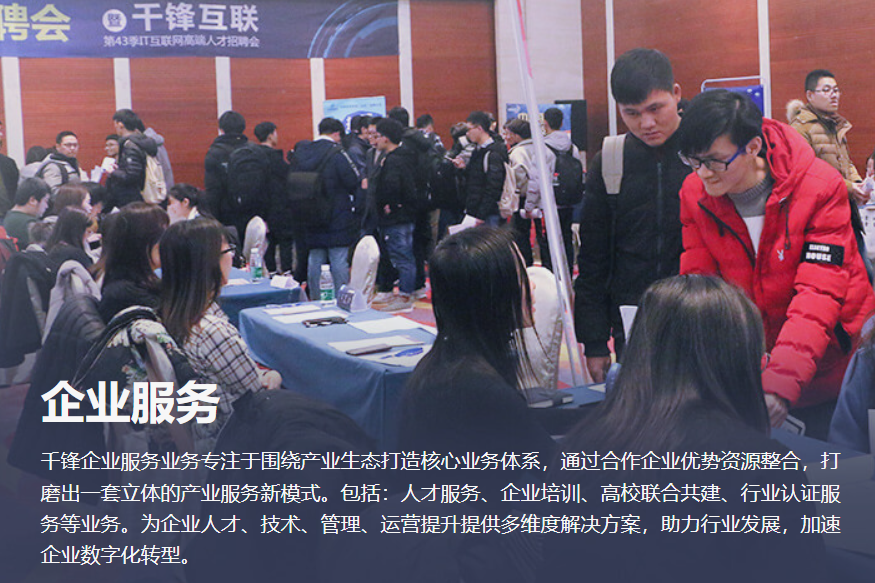 聘会
暨 千锋互联
第43季IT互联网高端人才招聘会
ELECTRO
HOUSE
企业服务
千锋企业服务业务专注于围绕产业生态打造核心业务体系，通过合作企业优势资源整合，打
磨出一套立体的产业服务新模式。包括：人才服务、企业培训、高校联合共建、行业认证服
务等业务。为企业人才、技术、管理、运营提升提供多维度解决方案，助力行业发展，加速
企业数字化转型。